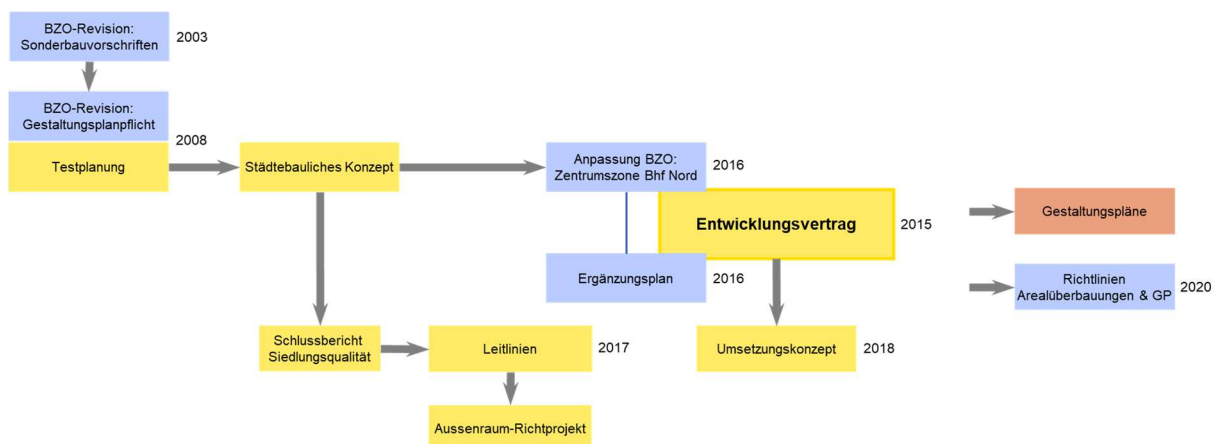 BZO-Revision:
Sonderbauvorschriften
2003
BZO-Revision:
Gestaltungsplanpflicht
2008
Testplanung
Städtebauliches Konzept
Anpassung BZO:
Zentrumszone Bhf Nord
2016
Entwicklungsvertrag
2015
Gestaltungspläne
Ergänzungsplan
2016
Richtlinien
Arealüberbauungen & GP
2020
Schlussbericht
Siedlungsqualität
Leitlinien
2017
Umsetzungskonzept
2018
Aussenraum-Richtprojekt